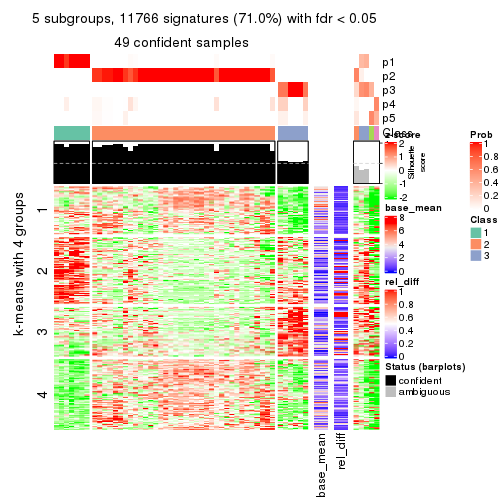 5 subgroups, 11766 signatures (71.0%) with fdr < 0.05
49 confident samples
p1
p2
p3
p4
p5
Class
Silhouette
score
k-means with 4 groups
1
2
3
4
base_mean
rel_diff
z-score
2
1
0
-1
-2
base_mean
8
6
4
2
0
rel_diff
1
0.8
0.6
0.4
0.2
0
Status (barplots)
confident
ambiguous
Prob
1
0.8
0.6
0.4
0.2
0
Class
1
2
3